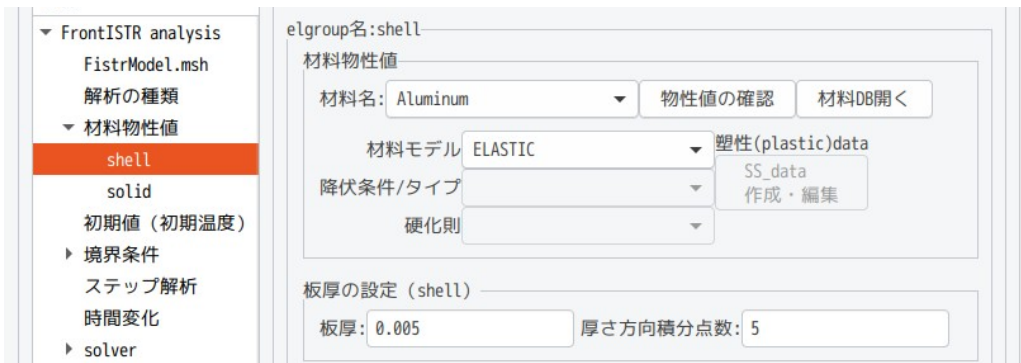 FrontISTR analysis
FistrModel.msh
解析の種類
材料物性値
shell
solid
初期値（初期温度）
境界条件
ステップ解析
時間変化
solver
elgroup名:shell
材料物性値
材料名: Aluminum 物性値の確認 材料DB開く
材料モデル ELASTIC 塑性(plastic)data
降伏条件/タイプ SS_data
作成・編集
硬化則
板厚の設定 (shell)
板厚: 0.005 厚さ方向積分点数: 5